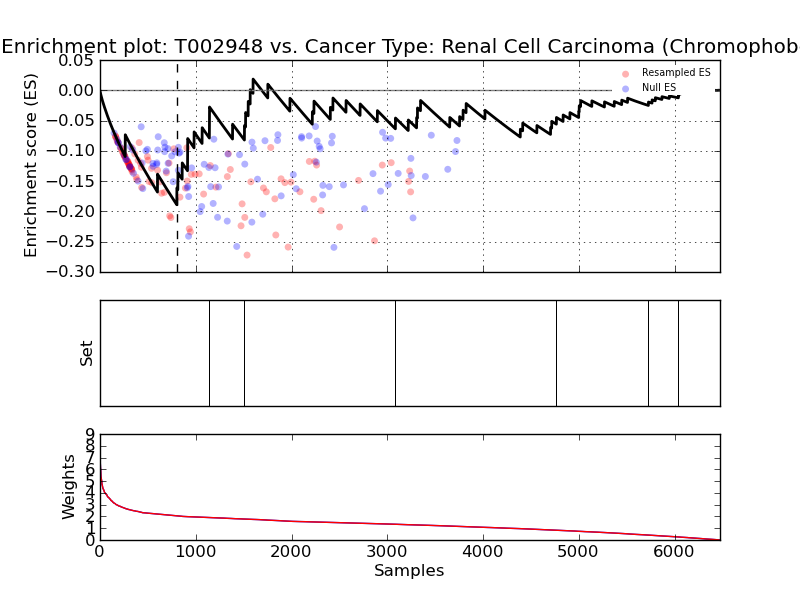 Enrichment plot: T002948 vs. Cancer Type: Renal Cell Carcinoma (Chromophob
0.05
0.00
−0.05
−0.10
−0.15
−0.20
−0.25
−0.30
Enrichment score (ES)
Resampled ES
Null ES
Set
9
8
7
6
5
4
3
2
1
0
Weights
0 1000 2000 3000 4000 5000 6000
Samples